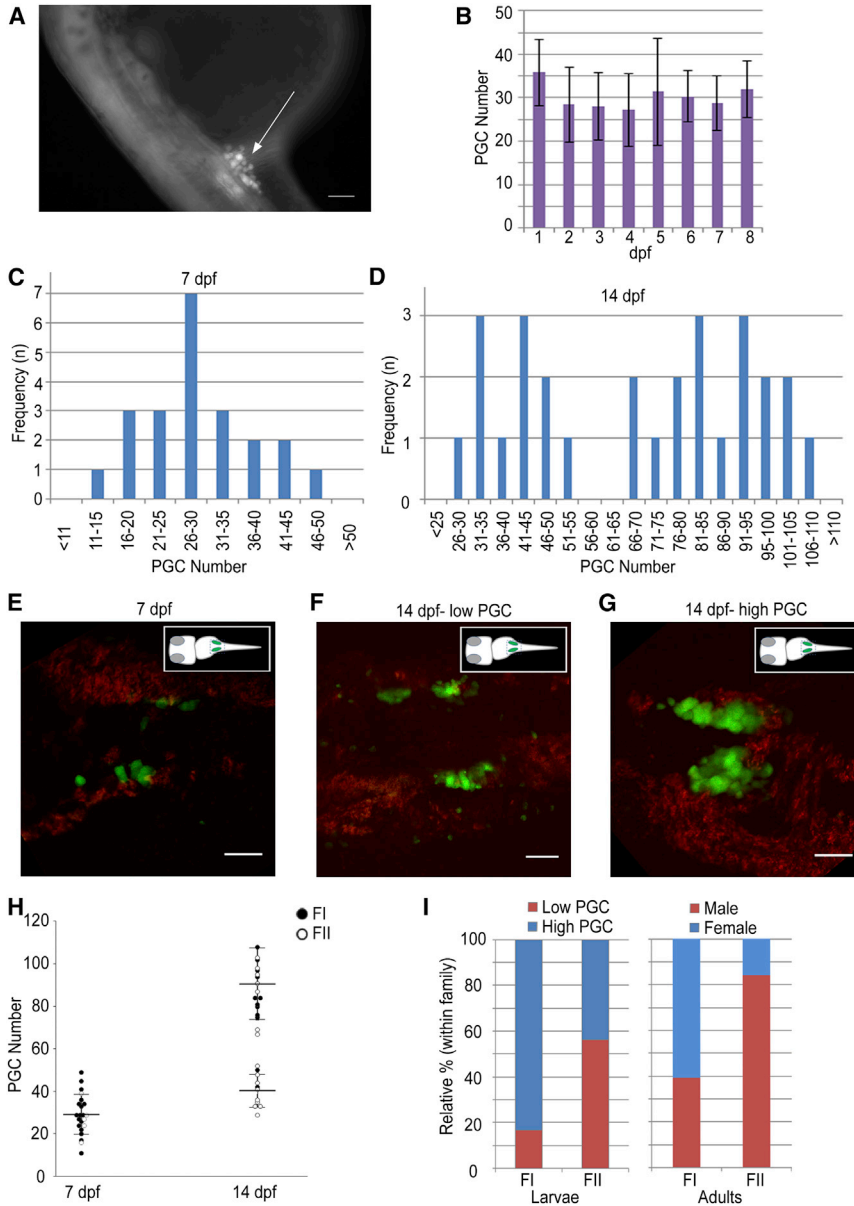 A
B
50
40
30
20
10
0
PGC Number
1 2 3 4 5 6 7 8
dpf
C
7 dpf
7
6
5
4
3
2
1
0
Frequency (n)
<11 11-15 16-20 21-25 26-30 31-35 36-40 41-45 46-50 >50
PGC Number
D
14 dpf
3
2
1
0
Frequency (n)
<25 26-30 31-35 36-40 41-45 46-50 51-55 56-60 61-65 66-70 71-75 76-80 81-85 86-90 91-95 95-100 101-105 106-110 >110
PGC Number
E
7 dpf
F
14 dpf- low PGC
G
14 dpf- high PGC
H
120
100
80
60
40
20
0
PGC Number
7 dpf 14 dpf
FI
FII
I
Low PGC
High PGC
Male
Female
100
80
60
40
20
0
Relative % (within family)
FI FII
Larvae
FI FII
Adults